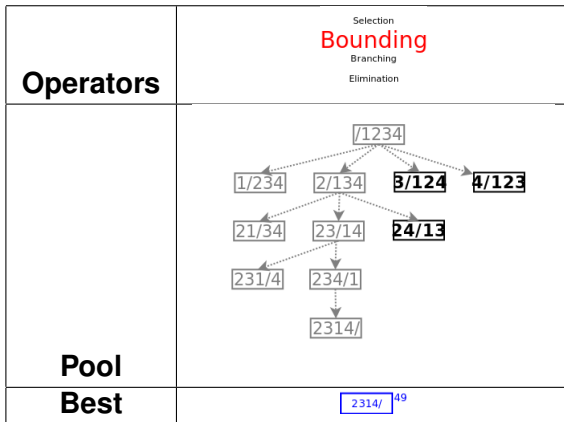 Operators
Selection
Bounding
Branching
Elimination
Pool
/1234
1/234 2/134 3/124 4/123
21/34 23/14 24/13
231/4 234/1
2314/
Best
2314/ 49